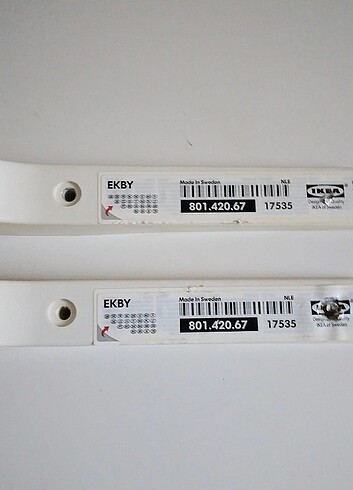 EKBY
Made in Sweden
NLE
801.420.67
17535
IKEA
Design and Quality
IKEA of Sweden
EKBY
Made in Sweden
NLE
801.420.67
17535
IKEA
IKEA of Sweden